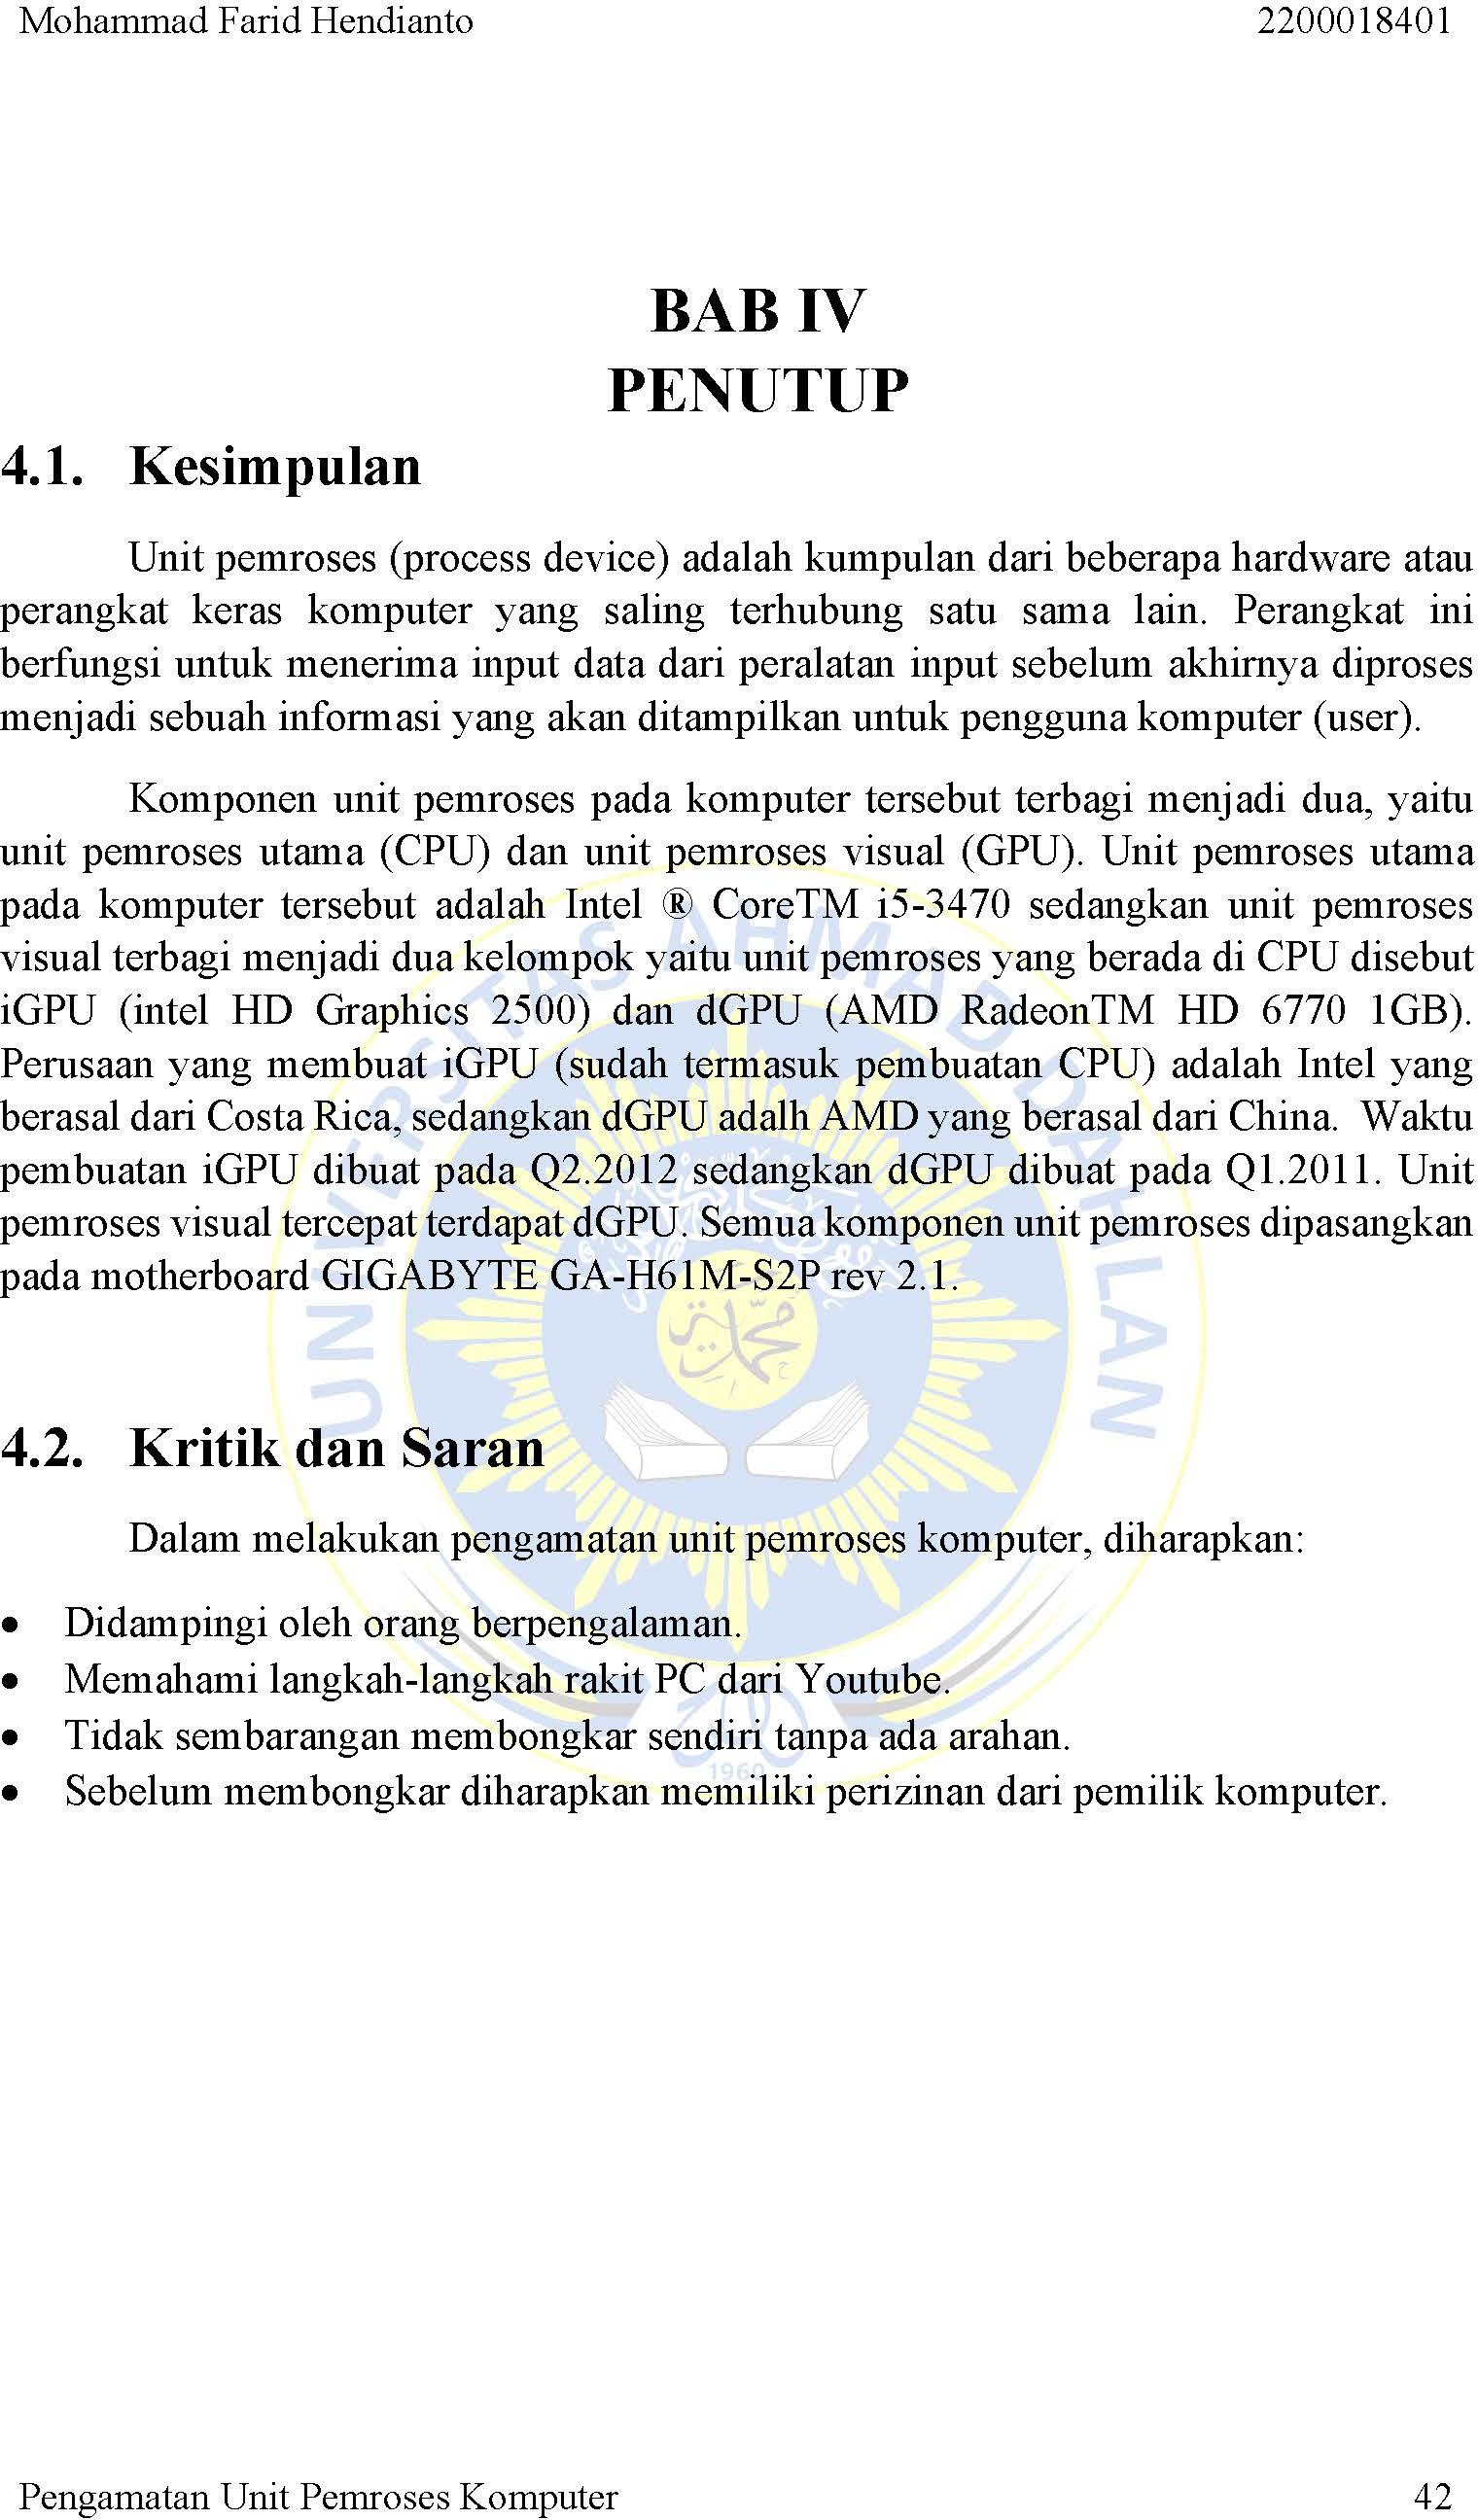 Mohammad Farid Hendianto 2200018401
BAB IV
PENUTUP
4.1. Kesimpulan
Unit pemroses (process device) adalah kumpulan dari beberapa hardware atau
perangkat keras komputer yang saling terhubung satu sama lain. Perangkat ini
berfungsi untuk menerima input data dari peralatan input sebelum akhirnya diproses
menjadi sebuah informasi yang akan ditampilkan untuk pengguna komputer (user).
Komponen unit pemroses pada komputer tersebut terbagi menjadi dua, yaitu
unit pemroses utama (CPU) dan unit pemroses visual (GPU). Unit pemroses utama
pada komputer tersebut adalah Intel ® CoreTM i5-3470 sedangkan unit pemroses
visual terbagi menjadi dua kelompok yaitu unit pemroses yang berada di CPU disebut
iGPU (intel HD Graphics 2500) dan dGPU (AMD RadeonTM HD 6770 1GB).
Perusaan yang membuat iGPU (sudah termasuk pembuatan CPU) adalah Intel yang
berasal dari Costa Rica, sedangkan dGPU adalh AMD yang berasal dari China. Waktu
pembuatan iGPU dibuat pada Q2.2012 sedangkan dGPU dibuat pada Q1.2011. Unit
pemroses visual tercepat terdapat dGPU. Semua komponen unit pemroses dipasangkan
pada motherboard GIGABYTE GA-H61M-S2P rev 2.1.
4.2. Kritik dan Saran
Dalam melakukan pengamatan unit pemroses komputer, diharapkan:
• Didampingi oleh orang berpengalaman.
• Memahami langkah-langkah rakit PC dari Youtube.
• Tidak sembarangan membongkar sendiri tanpa ada arahan.
• Sebelum membongkar diharapkan memiliki perizinan dari pemilik komputer.
UNIVERSITAS AHMAD DAHLAN
1960
Pengamatan Unit Pemroses Komputer 42